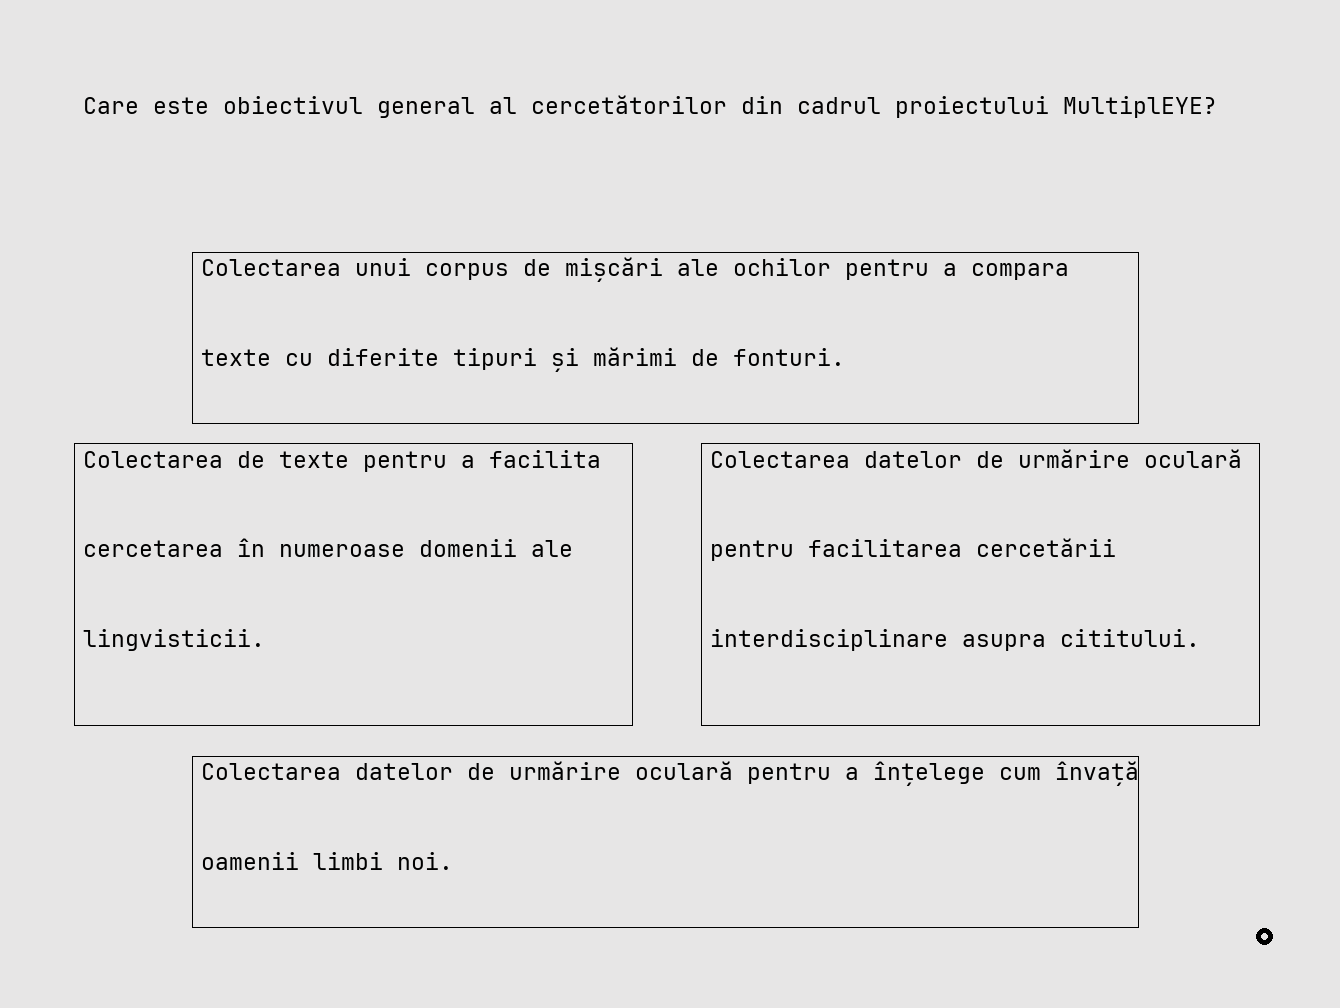 Care este obiectivul general al cercetătorilor din cadrul proiectului MultiplEYE?
Colectarea unui corpus de mișcări ale ochilor pentru a compara
texte cu diferite tipuri și mărimi de fonturi.
Colectarea de texte pentru a facilita
cercetarea în numeroase domenii ale
lingvisticii.
Colectarea datelor de urmărire oculară
pentru facilitarea cercetării
interdisciplinare asupra cititului.
Colectarea datelor de urmărire oculară pentru a înțelege cum învață
oamenii limbi noi.